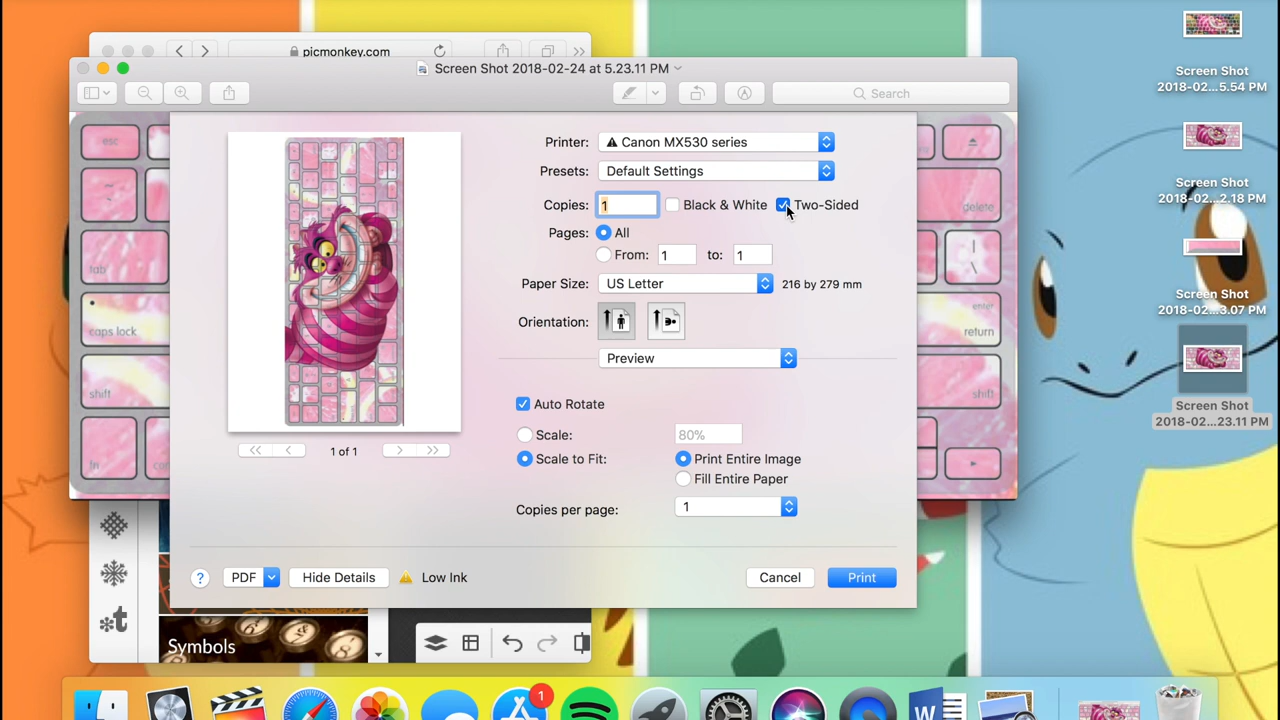 picmonkey.com
Screen Shot 2018-02-24 at 5.23.11 PM
Search
Printer: Canon MX530 series
Presets: Default Settings
Copies: 1 Black & White Two-Sided
Pages: All
From: 1 to: 1
Paper Size: US Letter 216 by 279 mm
Orientation:
Preview
Auto Rotate
Scale: 80%
Scale to Fit: Print Entire Image
Fill Entire Paper
Copies per page: 1
1 of 1
? PDF Hide Details Low Ink Cancel Print
esc
~
tab
caps lock
shift
fn
delete
|
\
enter
return
shift
Symbols
t
Screen Shot
2018-02...5.54 PM
Screen Shot
2018-02...2.18 PM
Screen Shot
2018-02...3.07 PM
Screen Shot
2018-02...23.11 PM
1
W